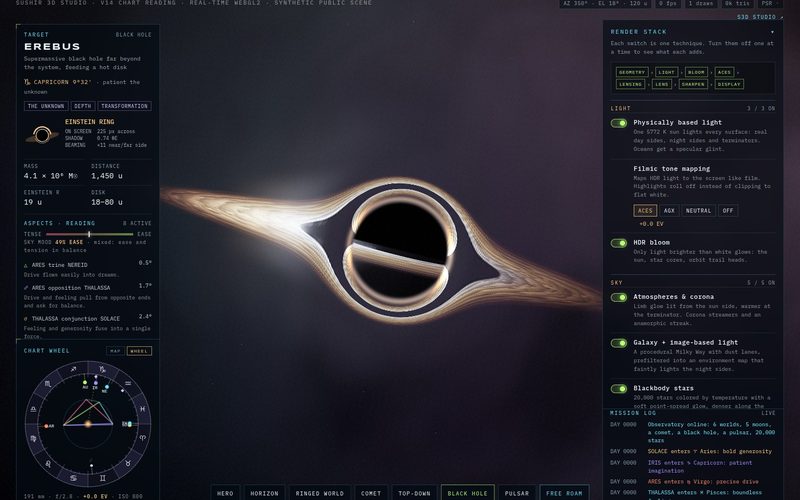 SUSHIR 3D STUDIO · V14 CHART READING · REAL-TIME WEBGL2 · SYNTHETIC PUBLIC SCENE
AZ 350° · EL 18° · 120 u
0 fps
1 draws
0k tris
PSR
S3D STUDIO
TARGET
BLACK HOLE
EREBUS
Supermassive black hole far beyond
the system, feeding a hot disk
♑ CAPRICORN 9°32' · patient the
unknown
THE UNKNOWN
DEPTH
TRANSFORMATION
EINSTEIN RING
ON SCREEN 225 px across
SHADOW 0.74 θE
BEAMING ×11 near/far side
MASS
DISTANCE
4.1 × 10⁶ M☉
1,450 u
EINSTEIN R
DISK
19 u
18–80 u
ASPECTS · READING
8 ACTIVE
TENSE
EASE
SKY MOOD 49% EASE · mixed: ease and
tension in balance
△ ARES trine NEREID 0.5°
Drive flows easily into dreams.
☍ ARES opposition THALASSA 1.7°
Drive and feeling pull from opposite ends
and ask for balance.
☌ THALASSA conjunction SOLACE 2.4°
Feeling and generosity fuse into a single
force.
CHART WHEEL
MAP
WHEEL
191 mm · f/2.8 · +0.0 EV · ISO 800
RENDER STACK
Each switch is one technique. Turn them off one at
a time to see what each adds.
GEOMETRY › LIGHT › BLOOM › ACES ›
LENSING › LENS › SHARPEN › DISPLAY
LIGHT
3 / 3 ON
Physically based light
One 5772 K sun lights every surface: real
day sides, night sides and terminators.
Oceans get a specular glint.
Filmic tone mapping
Maps HDR light to the screen like film.
Highlights roll off instead of clipping to
flat white.
ACES
AGX
NEUTRAL
OFF
+0.0 EV
HDR bloom
Only light brighter than white glows: the
sun, star cores, orbit trail heads.
SKY
5 / 5 ON
Atmospheres & corona
Limb glow lit from the sun side, warmer at
the terminator. Corona streamers and an
anamorphic streak.
Galaxy + image-based light
A procedural Milky Way with dust lanes,
prefiltered into an environment map that
faintly lights the night sides.
Blackbody stars
20,000 stars colored by temperature with a
soft point-spread glow, denser along the
MISSION LOG
LIVE
DAY 0000 Observatory online: 6 worlds, 5 moons,
a comet, a black hole, a pulsar, 20,000
stars
DAY 0000 SOLACE enters ♈ Aries: bold generosity
DAY 0000 IRIS enters ♑ Capricorn: patient
imagination
DAY 0000 ARES enters ♍ Virgo: precise drive
DAY 0000 THALASSA enters ♓ Pisces: boundless
HERO
HORIZON
RINGED WORLD
COMET
TOP-DOWN
BLACK HOLE
PULSAR
FREE ROAM